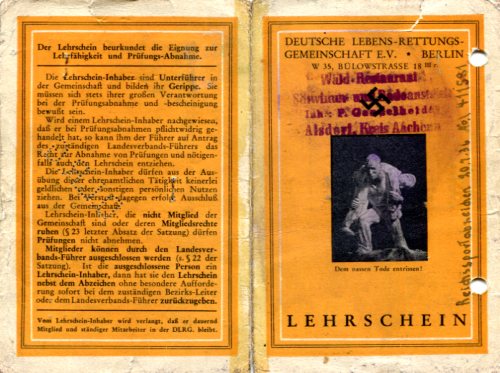 Der Lehrschein beurkundet die Eignung zur
Lehrfähigkeit und Prüfungs-Abnahme.
Die Lehrschein-Inhaber sind Unterführer in
der Gemeinschaft und bilden ihr Gerippe. Sie
müssen sich stets ihrer großen Verantwortung
bei der Prüfungsabnahme und -bescheinigung
bewußt sein.
Wird einem Lehrschein-Inhaber nachgewiesen,
daß er bei Prüfungsabnahmen pflichtwidrig ge-
handelt hat, so kann ihm der Führer auf Antrag
des zuständigen Landesverbands-Führers das
Recht zur Abnahme von Prüfungen und nötigen-
falls auch den Lehrschein entziehen.
Die Lehrschein-Inhaber dürfen aus der Aus-
übung dieser ehrenamtlichen Tätigkeit keinerlei
geldlichen oder sonstigen persönlichen Nutzen
ziehen. Bei Verstoß dagegen erfolgt Ausschluß
aus der Gemeinschaft.
Lehrschein-Inhaber, die nicht Mitglied der
Gemeinschaft sind oder deren Mitgliedsrechte
ruhen (§ 23 letzter Absatz der Satzung) dürfen
Prüfungen nicht abnehmen.
Mitglieder können durch den Landesver-
bands-Führer ausgeschlossen werden (s. § 22 der
Satzung). Ist die ausgeschlossene Person ein
Lehrschein-Inhaber, dann hat sie den Lehrschein
nebst dem Abzeichen ohne besondere Aufforde-
rung sofort bei dem zuständigen Bezirks-Leiter
oder dem Landesverbands-Führer zurückzugeben.
Vom Lehrschein-Inhaber wird verlangt, daß er dauernd
Mitglied und ständiger Mitarbeiter in der DLRG. bleibt.
DEUTSCHE LEBENS-RETTUNGS-
GEMEINSCHAFT E.V. • BERLIN
W 35, BÜLOWSTRASSE 18 III r.
Wald-Restaurant
Alsdorf, Kreis Aachen
Dem nassen Tode entrissen!
LEHRSCHEIN
Reichssportabzeichen